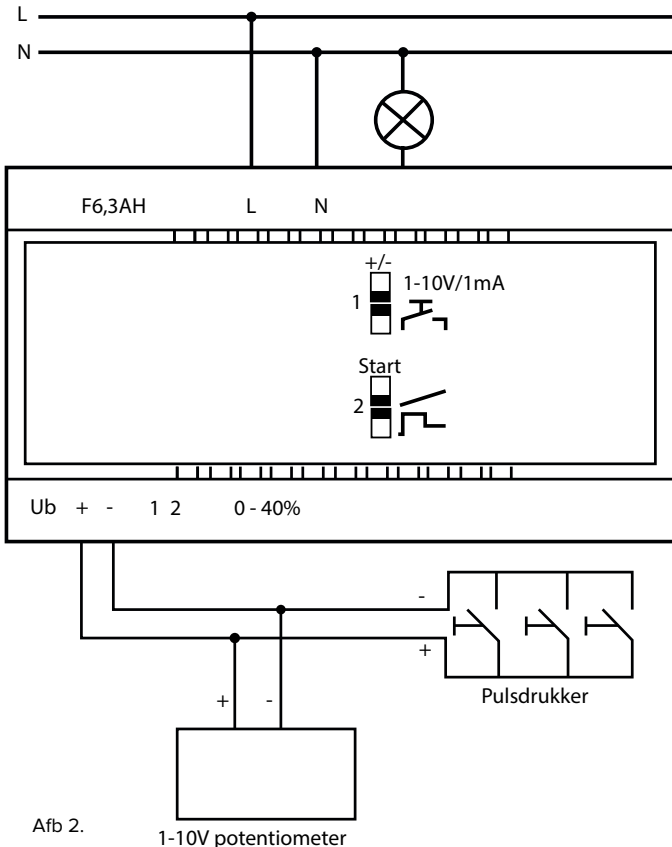 L
N
F6,3AH L N
+/-
1-10V/1mA
1
Start
2
Ub + - 1 2 0 - 40%
-
+
Pulsdrukker
+ -
Afb 2.
1-10V potentiometer